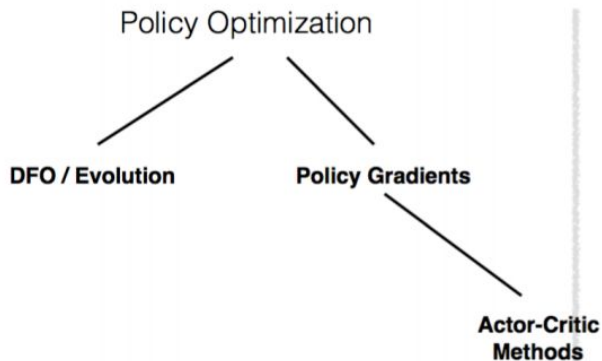 Policy Optimization
DFO / Evolution
Policy Gradients
Actor-Critic
Methods